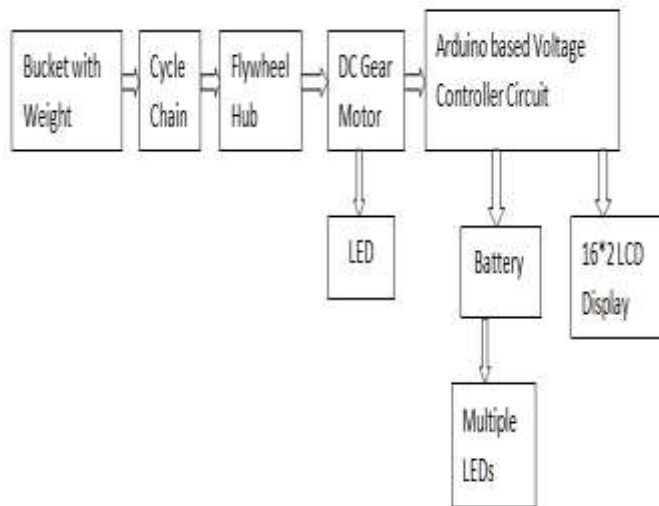 Bucket with
Weight
Cycle
Chain
Flywheel
Hub
DC Gear
Motor
Arduino based Voltage
Controller Circuit
LED
Battery
16*2 LCD
Display
Multiple
LEDs